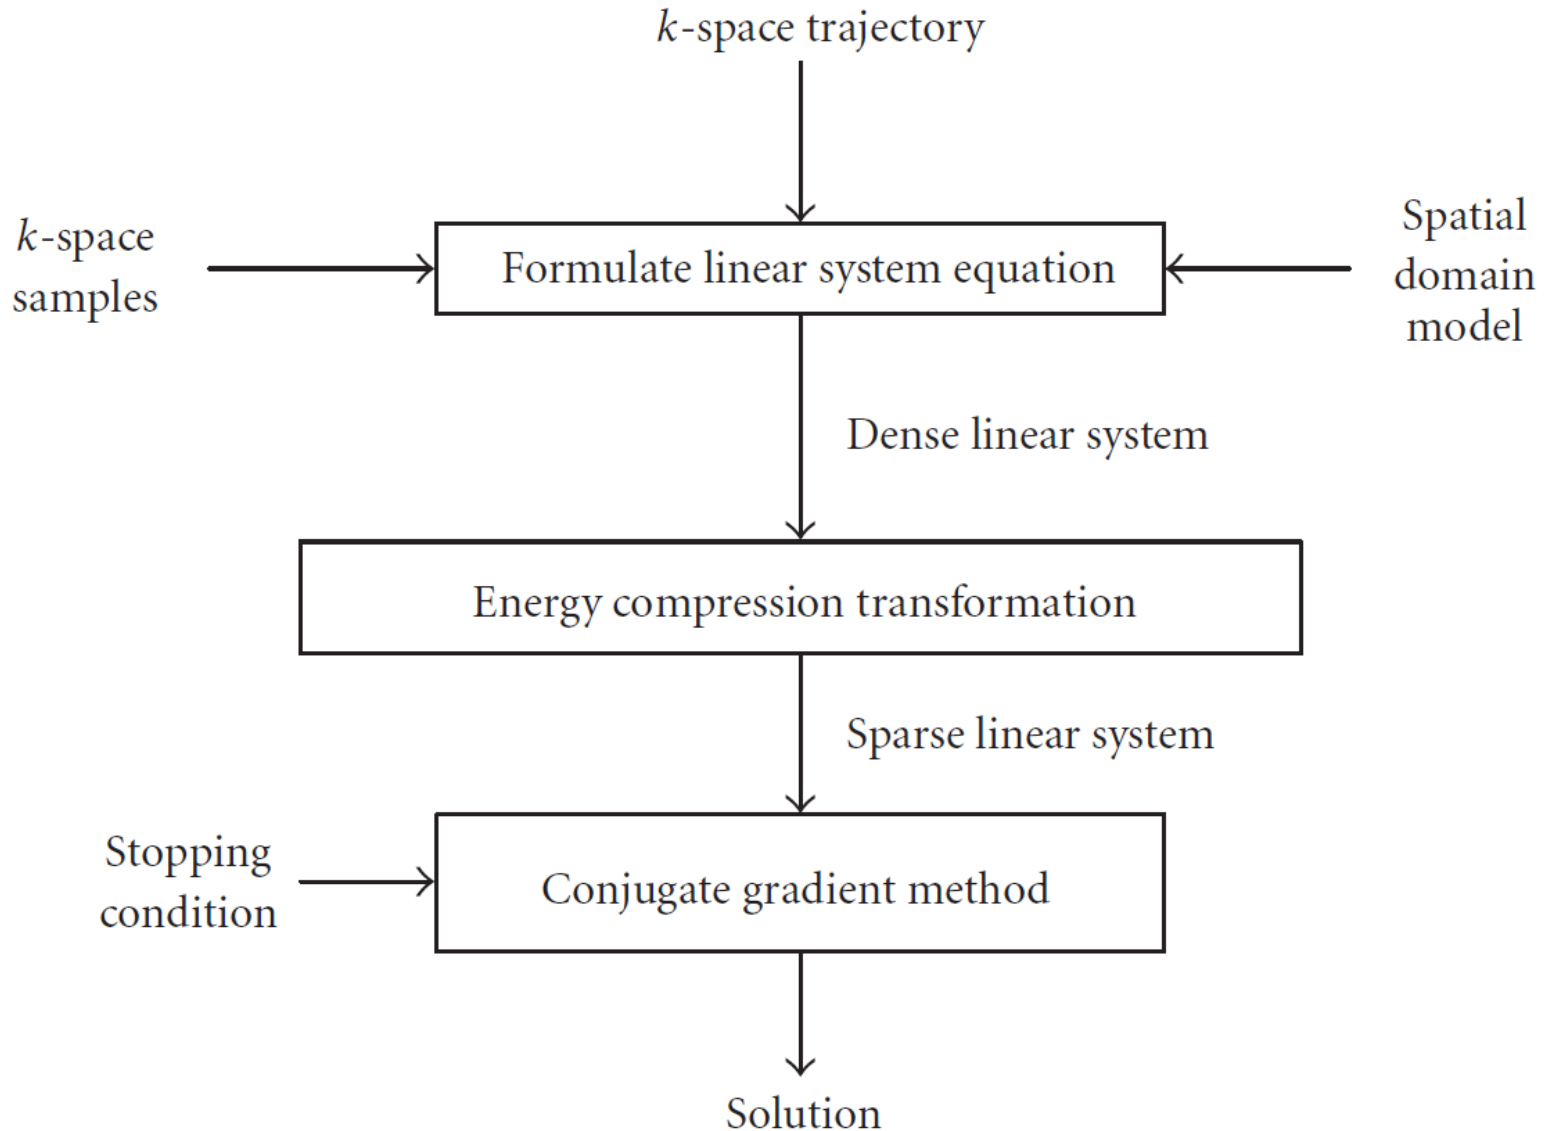 k-space trajectory
k-space
samples
Formulate linear system equation
Spatial
domain
model
Dense linear system
Energy compression transformation
Sparse linear system
Stopping
condition
Conjugate gradient method
Solution